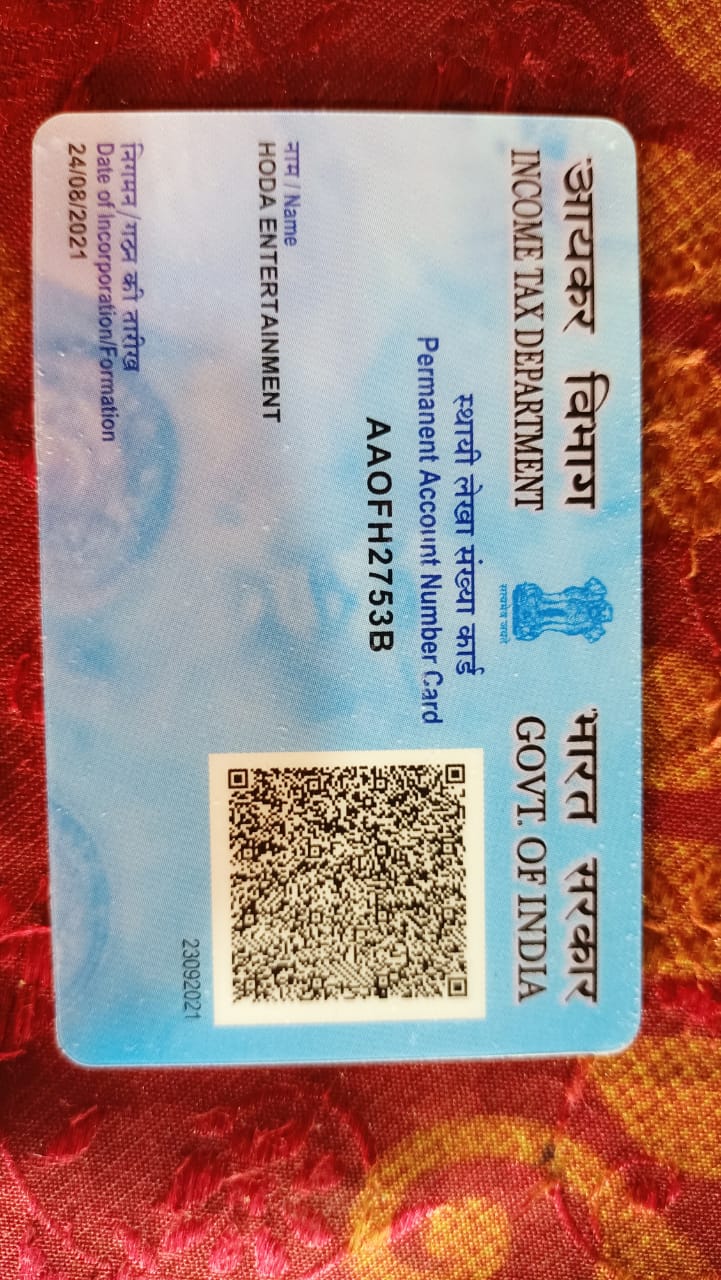 आयकर विभाग
INCOME TAX DEPARTMENT
सत्यमेव जयते
भारत सरकार
GOVT. OF INDIA
स्थायी लेखा संख्या कार्ड
Permanent Account Number Card
AAOFH2753B
नाम / Name
HODA ENTERTAINMENT
निगमन/गठन की तारीख
Date of Incorporation/Formation
24/08/2021
23092021